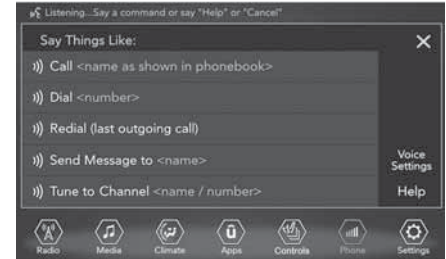 Listening...Say a command or say "Help" or "Cancel"
Say Things Like:
Call <name as shown in phonebook>
Dial <number>
Redial (last outgoing call)
Send Message to <name>
Tune to Channel <name / number>
Voice
Settings
Help
Radio
Media
Climate
Apps
Controls
Phone
Settings